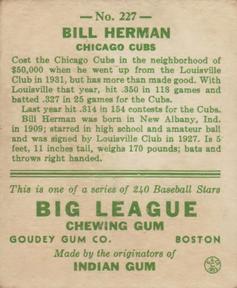 — No. 227 —
BILL HERMAN
CHICAGO CUBS
Cost the Chicago Cubs in the neighborhood of
$50,000 when he went up from the Louisville
Club in 1931, but has more than made good. With
Louisville that year, hit .350 in 118 games and
batted .327 in 25 games for the Cubs.
Last year hit .314 in 154 contests for the Cubs.
Bill Herman was born in New Albany, Ind.
in 1909; starred in high school and amateur ball
and was signed by Louisville Club in 1927. Is 5
feet, 11 inches tall, weighs 170 pounds; bats and
throws right handed.
This is one of a series of 240 Baseball Stars
BIG LEAGUE
CHEWING GUM
GOUDEY GUM CO. BOSTON
Made by the originators of
INDIAN GUM